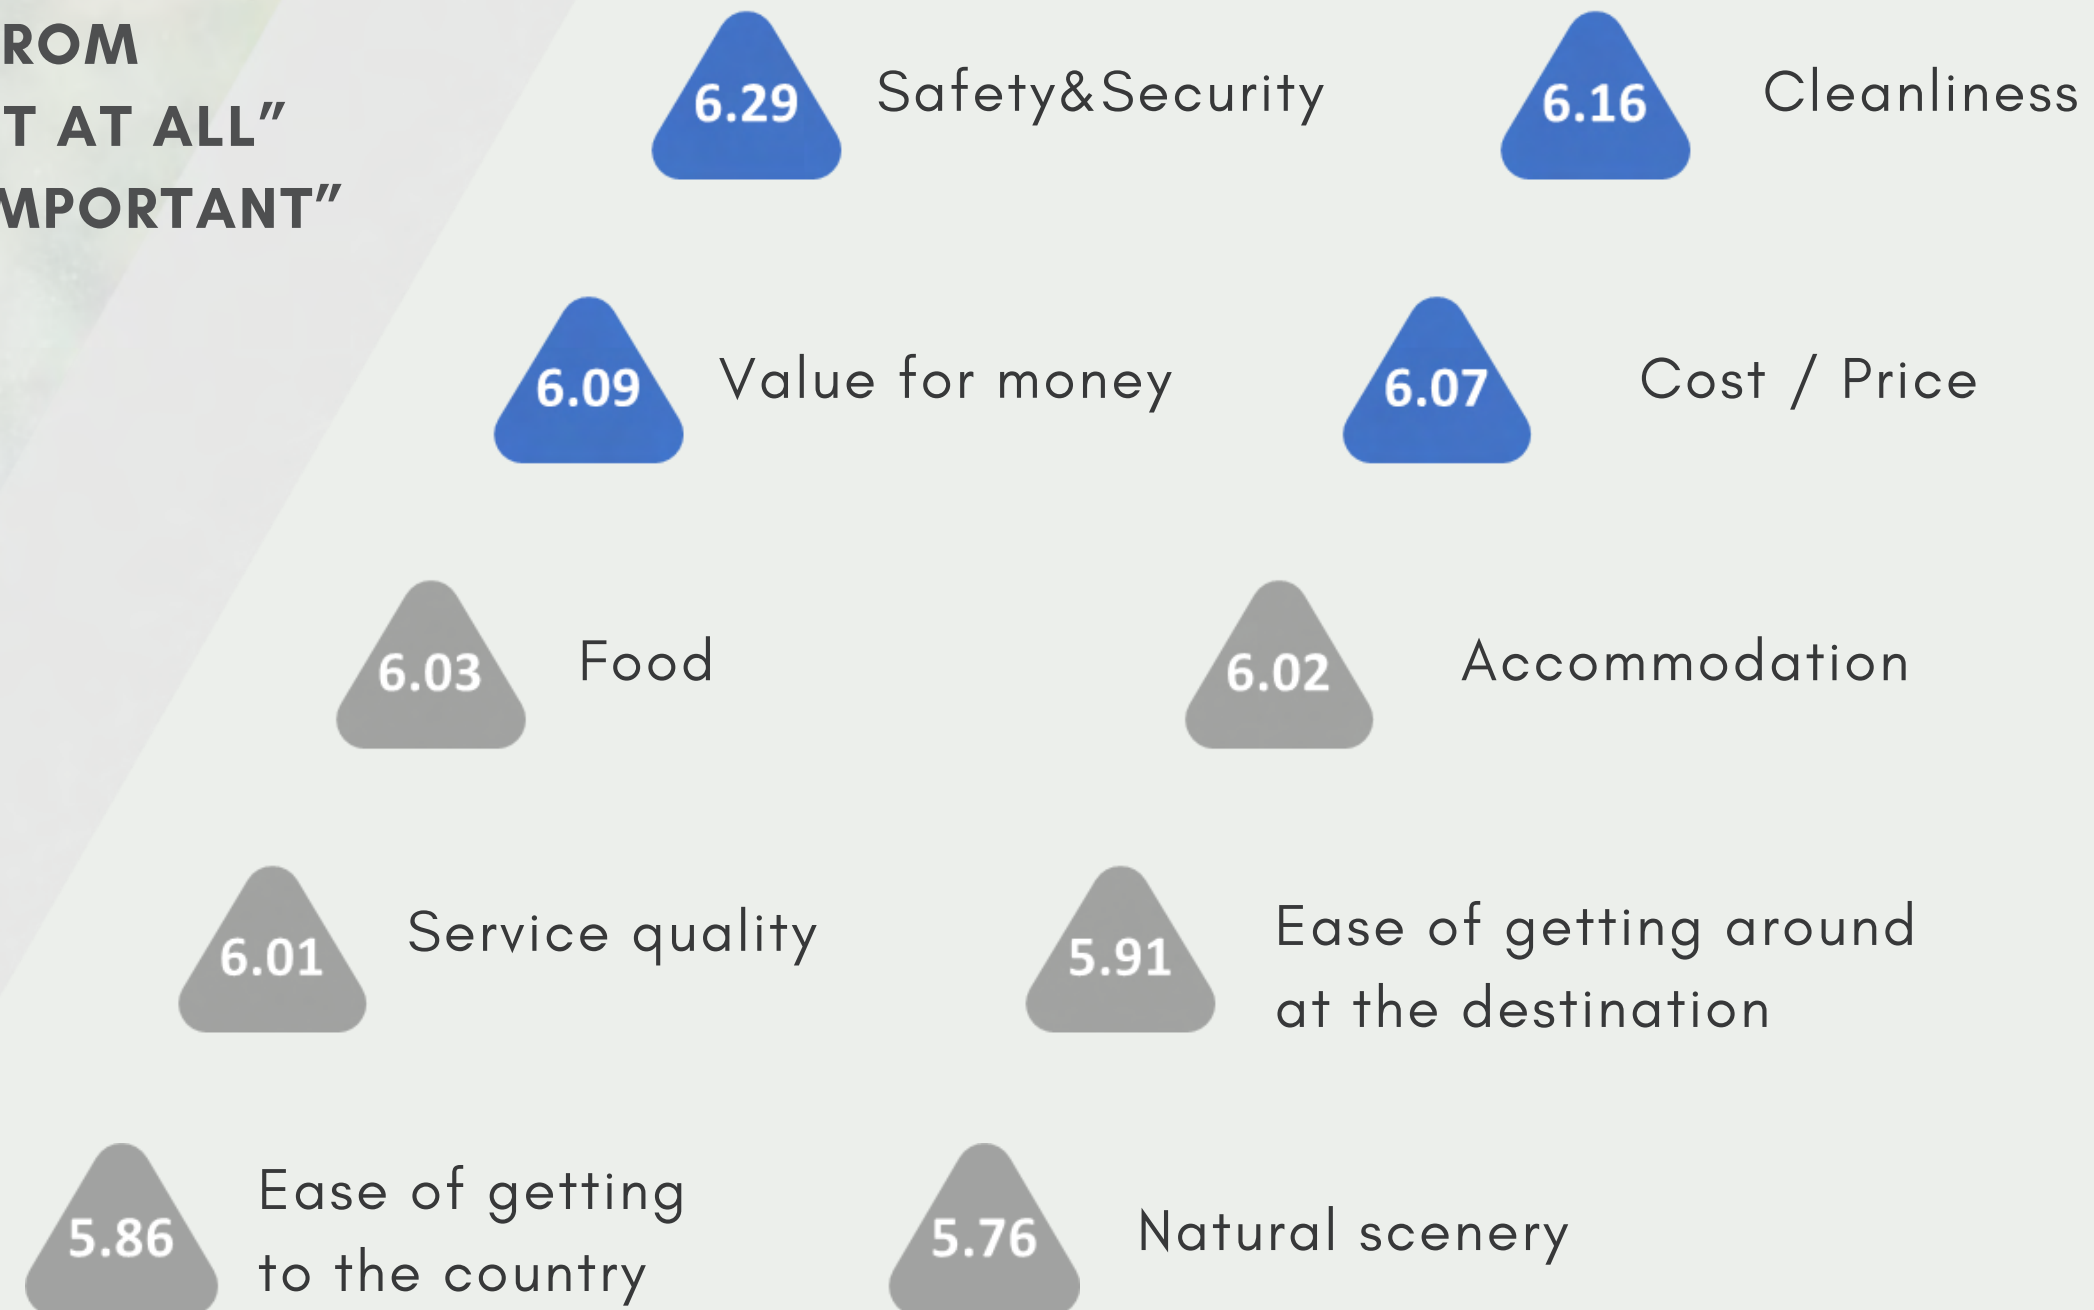 ROM
T AT ALL”
MPORTANT”
6.29 Safety&Security 6.16 Cleanliness
6.09 Value for money 6.07 Cost / Price
6.03 Food 6.02 Accommodation
6.01 Service quality 5.91 Ease of getting around
at the destination
5.86 Ease of getting
to the country
5.76 Natural scenery